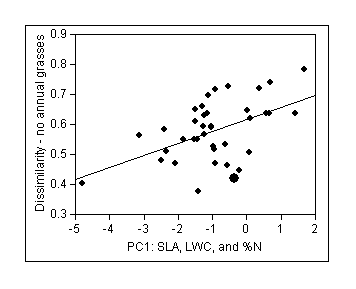 Dissimilarity - no annual grasses
0.9
0.8
0.7
0.6
0.5
0.4
0.3
-5 -4 -3 -2 -1 0 1 2
PC1: SLA, LWC, and %N